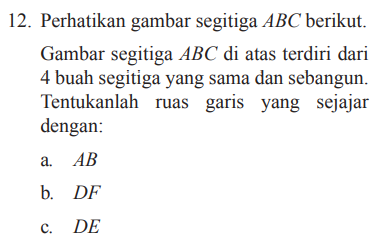 12. Perhatikan gambar segitiga ABC berikut.
Gambar segitiga ABC di atas terdiri dari
4 buah segitiga yang sama dan sebangun.
Tentukanlah ruas garis yang sejajar
dengan:
a. AB
b. DF
c. DE